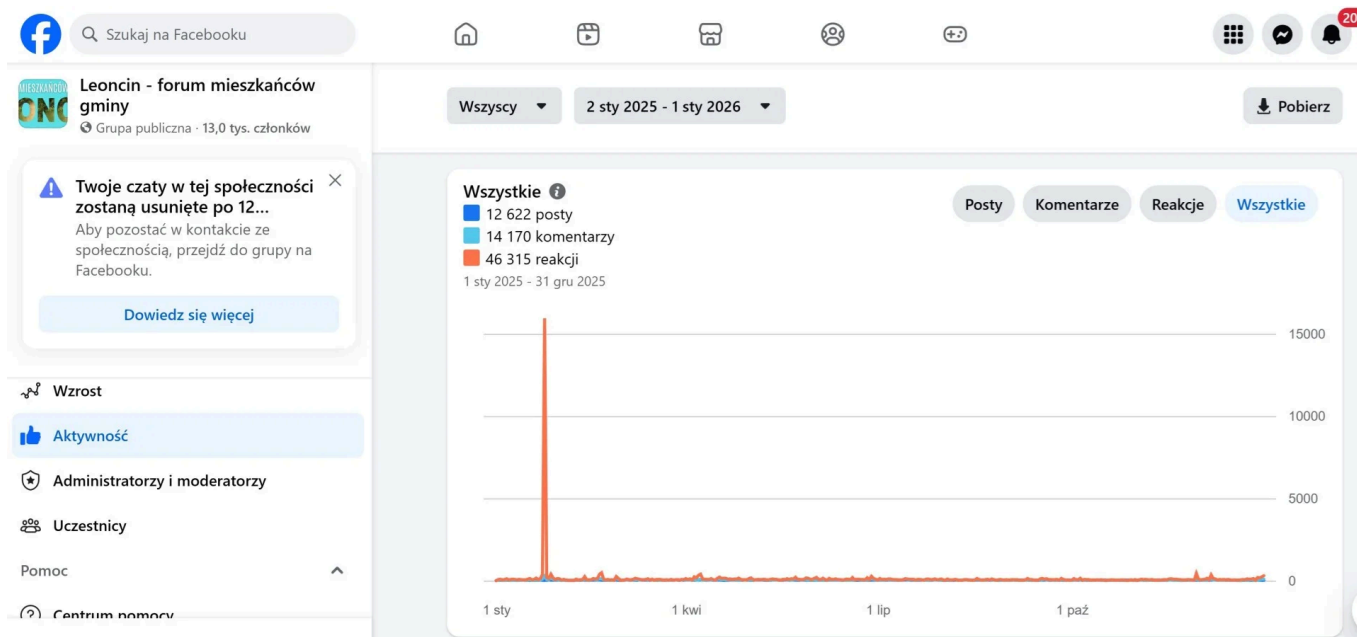 Szukaj na Facebooku
20
MIESZKAŃCÓW
Leoncin - forum mieszkańców
gminy
Grupa publiczna · 13,0 tys. członków
Twoje czaty w tej społeczności
zostaną usunięte po 12...
Aby pozostać w kontakcie ze
społecznością, przejdź do grupy na
Facebooku.
Dowiedz się więcej
Wzrost
Aktywność
Administratorzy i moderatorzy
Uczestnicy
Pomoc
Centrum pomocy
Wszyscy
2 sty 2025 - 1 sty 2026
Pobierz
Wszystkie
12 622 posty
14 170 komentarzy
46 315 reakcji
1 sty 2025 - 31 gru 2025
Posty
Komentarze
Reakcje
Wszystkie
15000
10000
5000
0
1 sty
1 kwi
1 lip
1 paź